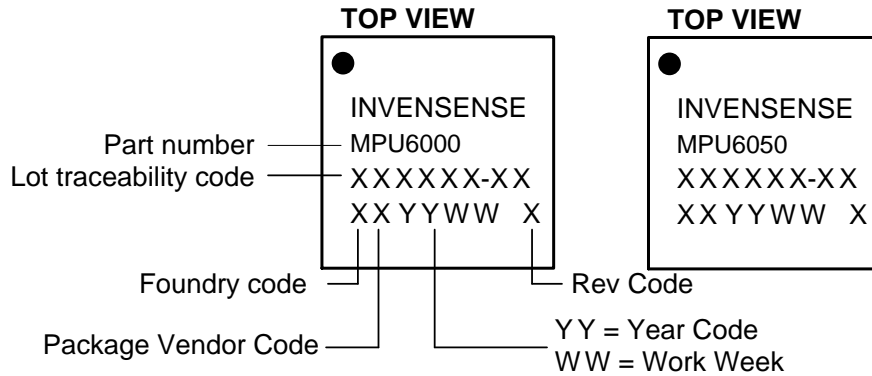 TOP VIEW
INVENSENSE
MPU6000
XXXXXX-XX
XXYYWW X
Part number
Lot traceability code
Foundry code
Package Vendor Code
Rev Code
YY = Year Code
WW = Work Week
TOP VIEW
INVENSENSE
MPU6050
XXXXXX-XX
XXYYWW X